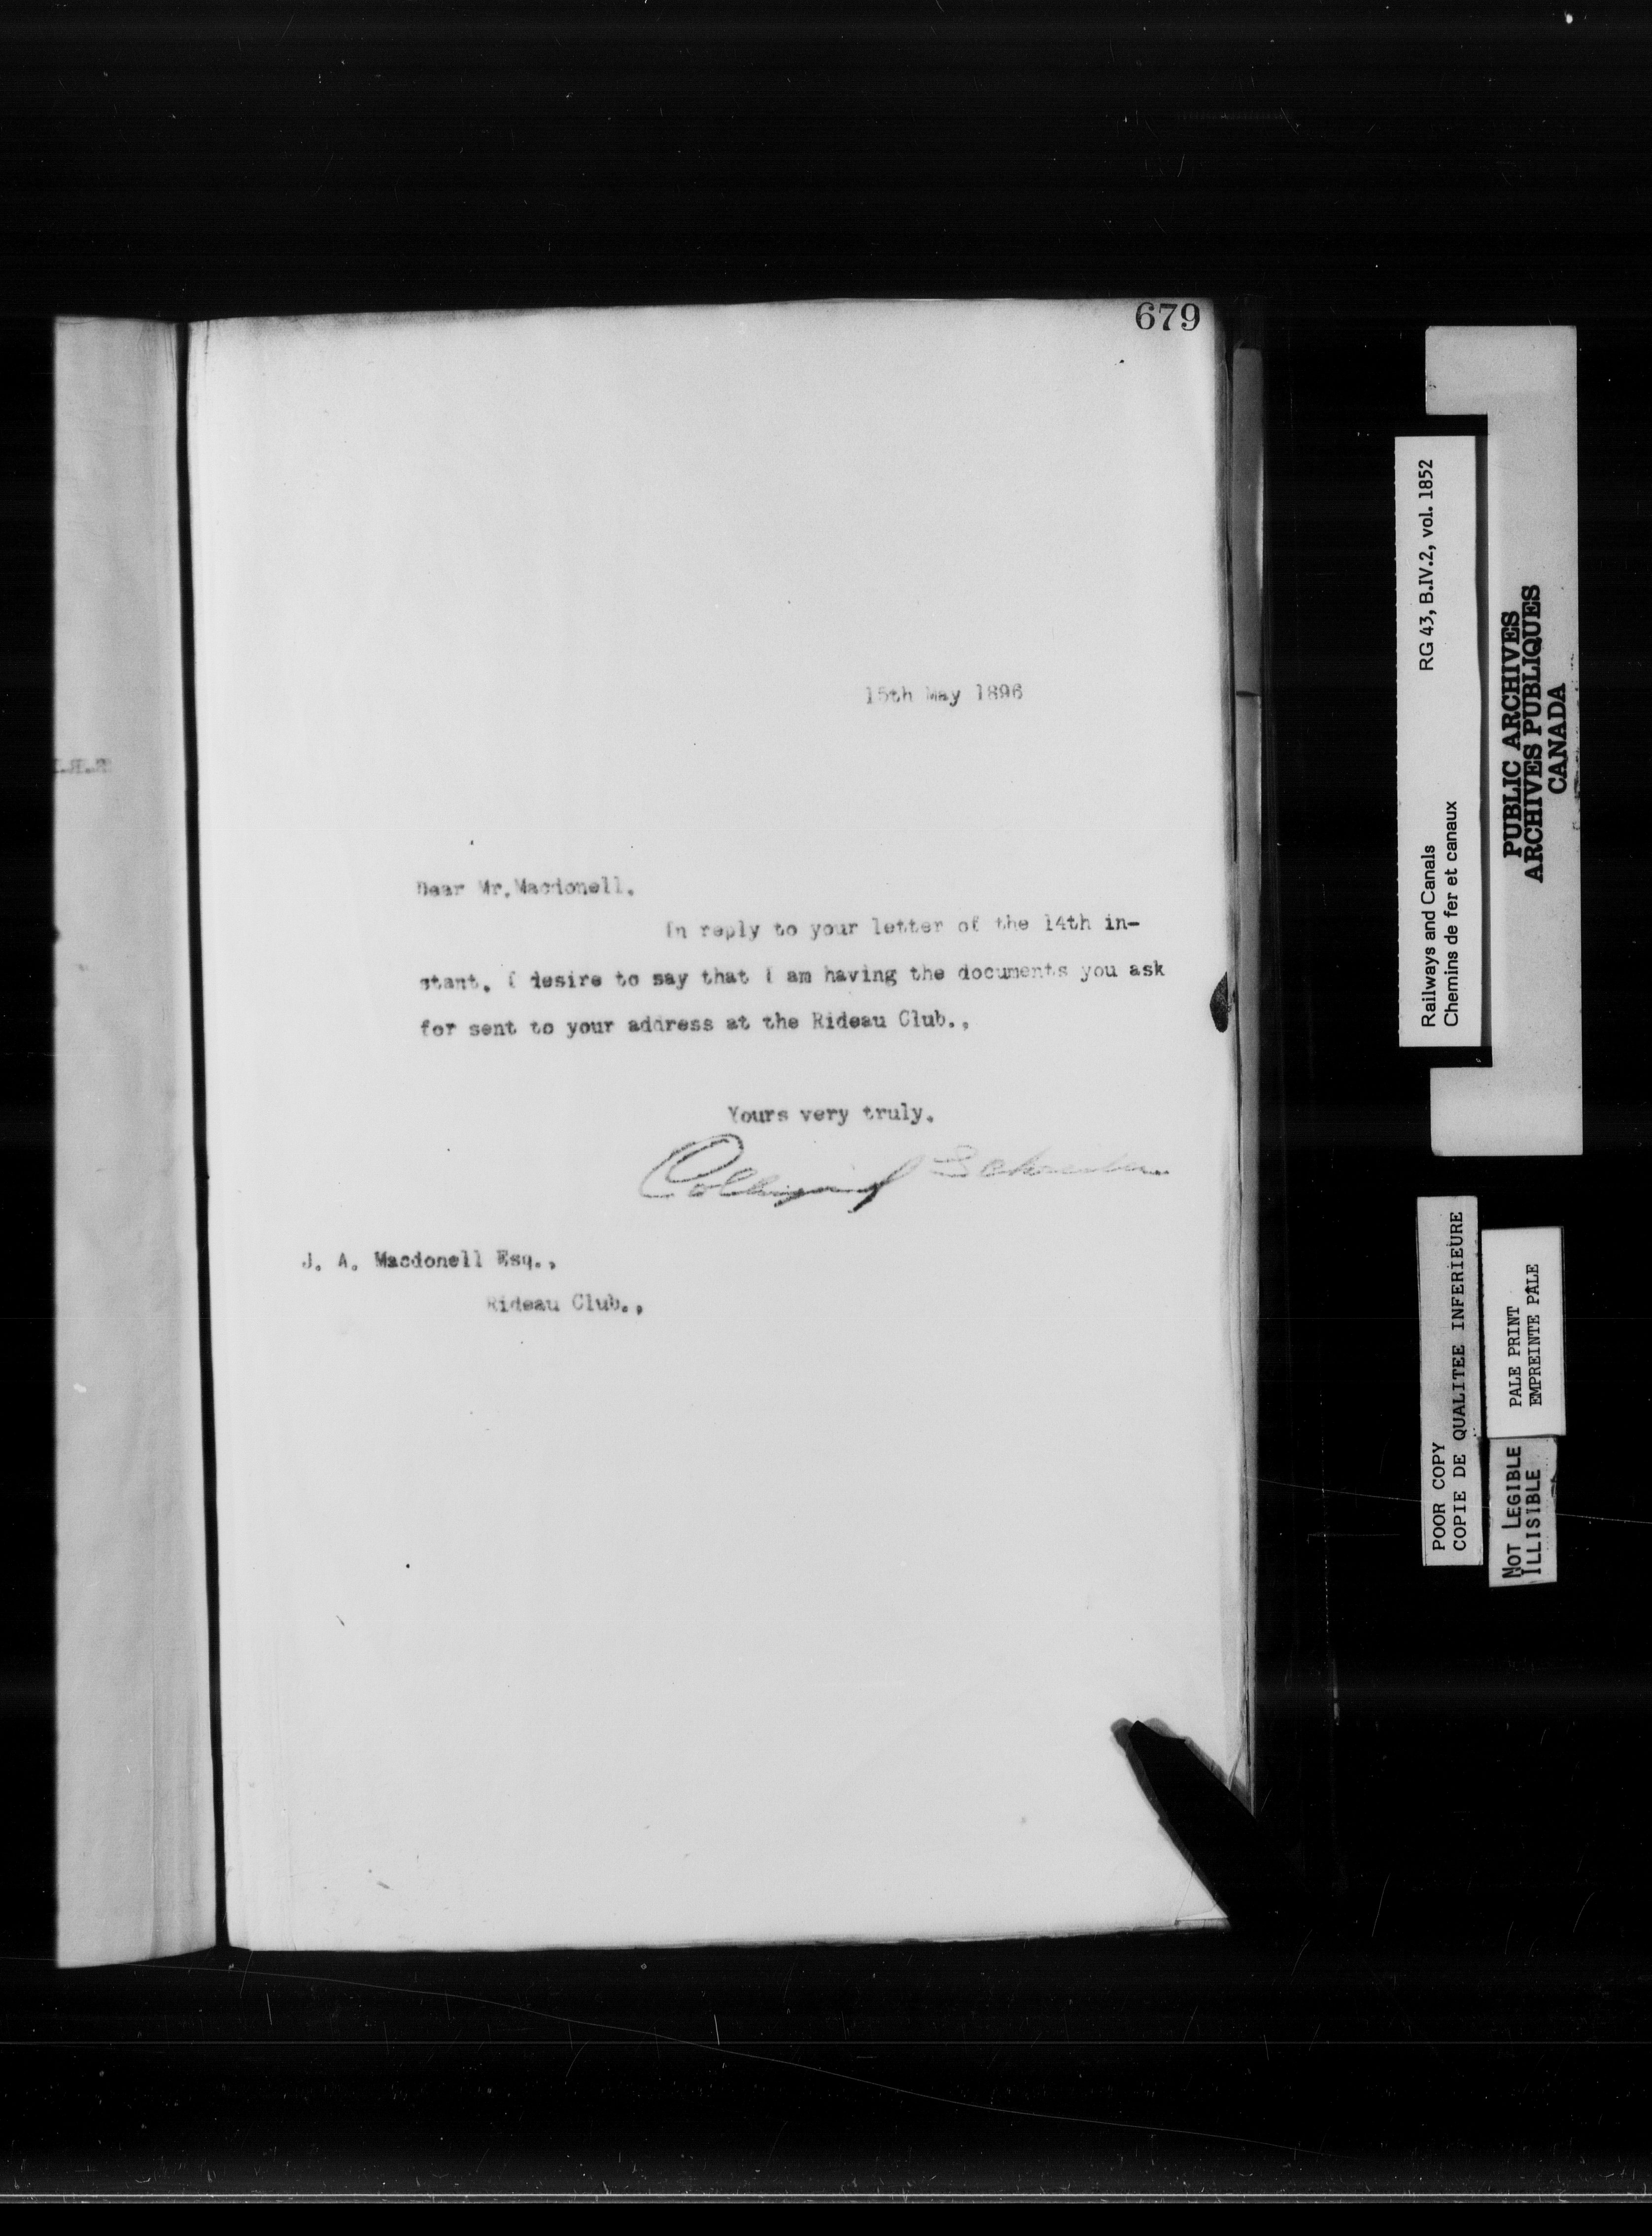 679
15th May 1896
Dear Mr. Macdonell.
In reply to your letter of the 14th in-
stant. I desire to say that I am having the documents you ask
for sent to your address at the Rideau Club.,
Yours very truly.
Collingwood Schreiber
J. A. Macdonell Esq.,
Rideau Club.,
Railways and Canals RG 43, B.IV.2, vol. 1852
Chemins de fer et canaux
PUBLIC ARCHIVES
ARCHIVES PUBLIQUES
CANADA
POOR COPY
COPIE DE QUALITEE INFERIEURE
PALE PRINT
EMPREINTE PALE
NOT LEGIBLE
ILLISIBLE